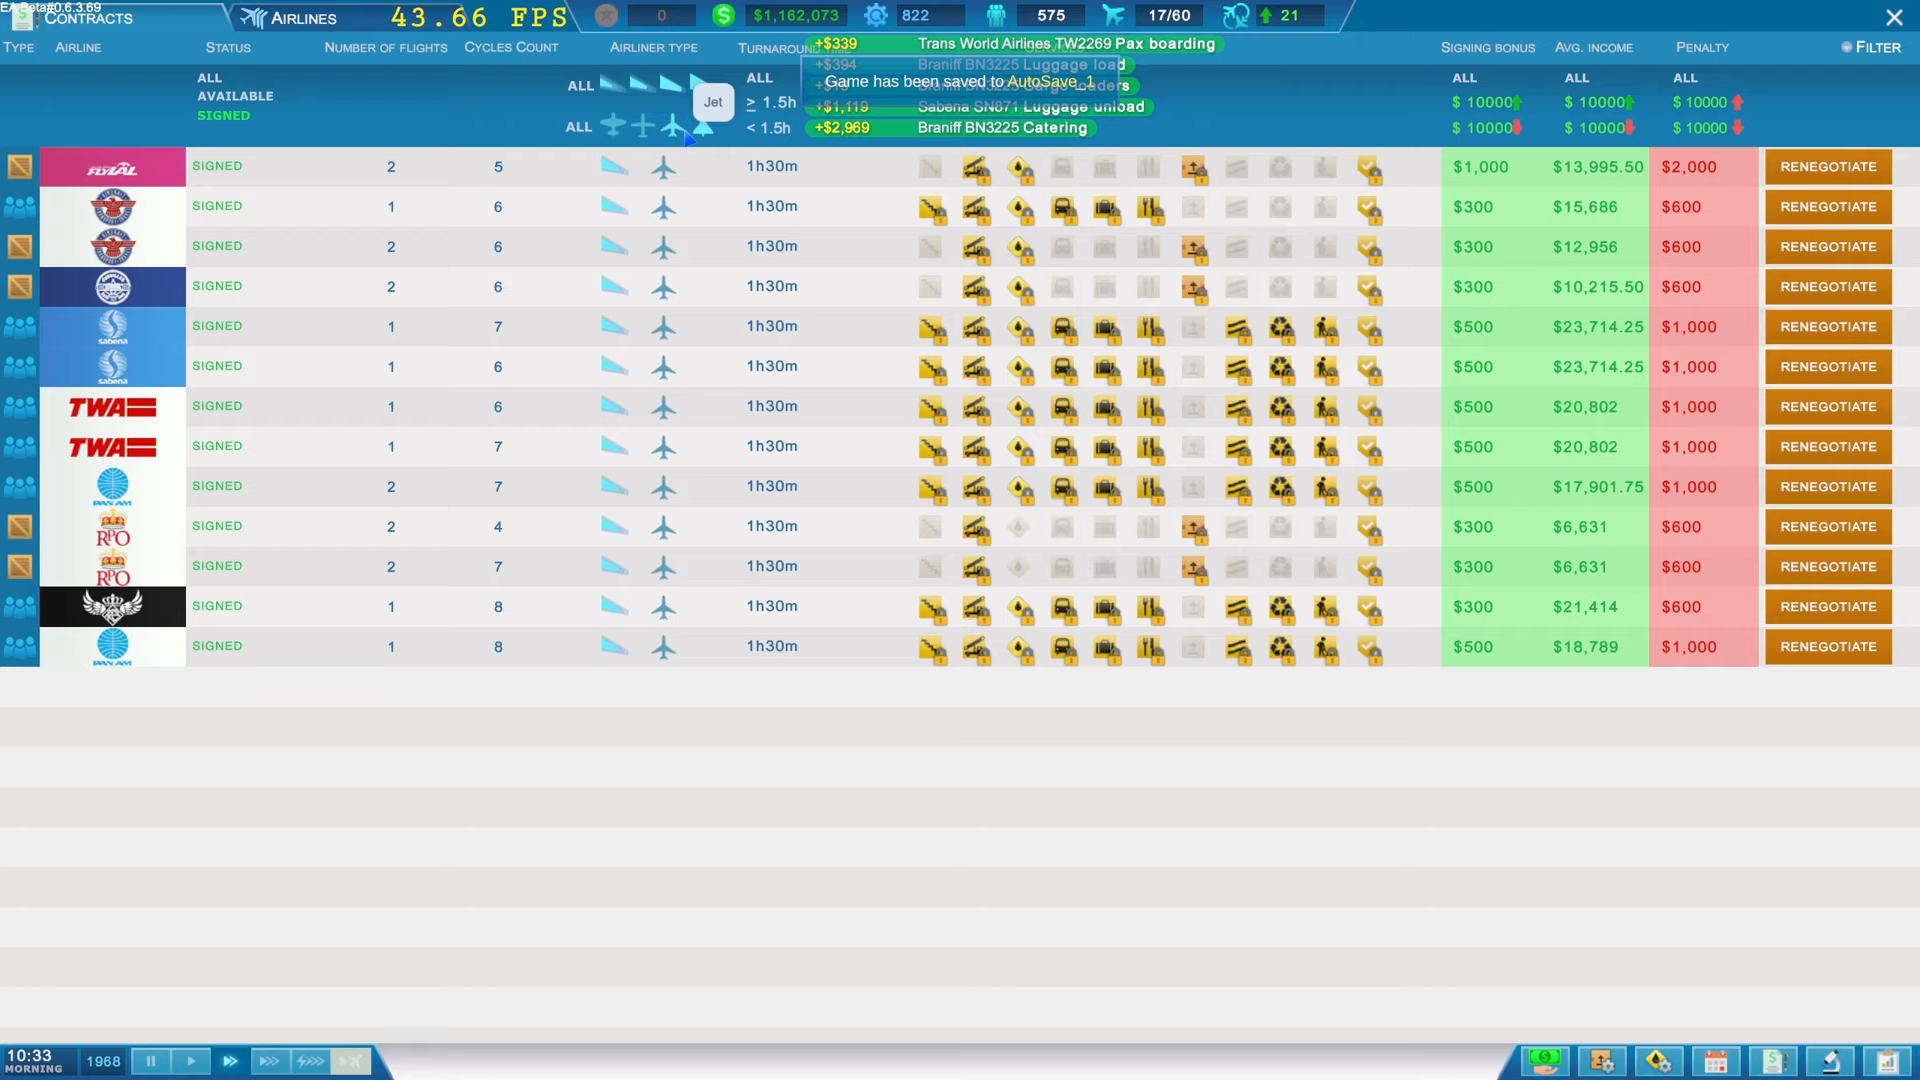 EA Beta#0.6.3.69
CONTRACTS
AIRLINES
43.66 FPS
0
$1,162,073
822
575
17/60
21
TYPE AIRLINE STATUS NUMBER OF FLIGHTS CYCLES COUNT AIRLINER TYPE TURNAROUND SIGNING BONUS AVG. INCOME PENALTY FILTER
+$339 Trans World Airlines TW2269 Pax boarding
+$394 Braniff BN3225 Luggage load
Game has been saved to AutoSave_1
+$1,119 Sabena SN871 Luggage unload
+$2,969 Braniff BN3225 Catering
ALL
AVAILABLE
SIGNED
ALL
ALL
Jet
ALL
≥ 1.5h
< 1.5h
ALL ALL ALL
$ 10000 $ 10000 $ 10000
$ 10000 $ 10000 $ 10000
FLYLAL SIGNED 2 5 1h30m $1,000 $13,995.50 $2,000 RENEGOTIATE
SIGNED 1 6 1h30m $300 $15,686 $600 RENEGOTIATE
SIGNED 2 6 1h30m $300 $12,956 $600 RENEGOTIATE
SIGNED 2 6 1h30m $300 $10,215.50 $600 RENEGOTIATE
sabena SIGNED 1 7 1h30m $500 $23,714.25 $1,000 RENEGOTIATE
sabena SIGNED 1 6 1h30m $500 $23,714.25 $1,000 RENEGOTIATE
TWA SIGNED 1 6 1h30m $500 $20,802 $1,000 RENEGOTIATE
TWA SIGNED 1 7 1h30m $500 $20,802 $1,000 RENEGOTIATE
PAN AM SIGNED 2 7 1h30m $500 $17,901.75 $1,000 RENEGOTIATE
RPO SIGNED 2 4 1h30m $300 $6,631 $600 RENEGOTIATE
RPO SIGNED 2 7 1h30m $300 $6,631 $600 RENEGOTIATE
SIGNED 1 8 1h30m $300 $21,414 $600 RENEGOTIATE
PAN AM SIGNED 1 8 1h30m $500 $18,789 $1,000 RENEGOTIATE
10:33
MORNING
1968